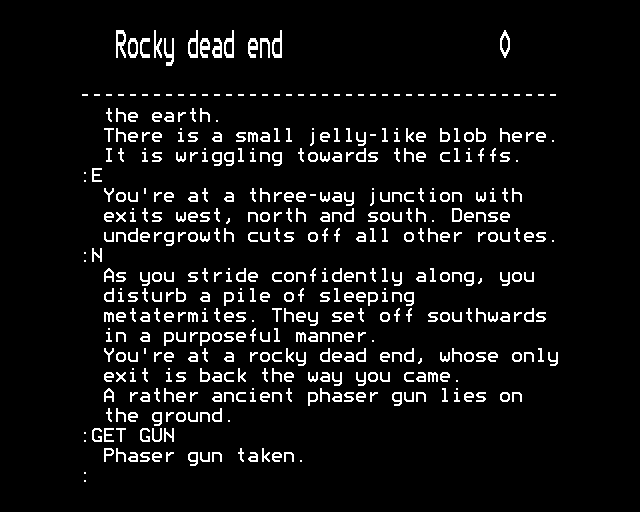 Rocky dead end 0
----------------------------------------
the earth.
There is a small jelly-like blob here.
It is wriggling towards the cliffs.
:E
You're at a three-way junction with
exits west, north and south. Dense
undergrowth cuts off all other routes.
:N
As you stride confidently along, you
disturb a pile of sleeping
metatermites. They set off southwards
in a purposeful manner.
You're at a rocky dead end, whose only
exit is back the way you came.
A rather ancient phaser gun lies on
the ground.
:GET GUN
Phaser gun taken.
: